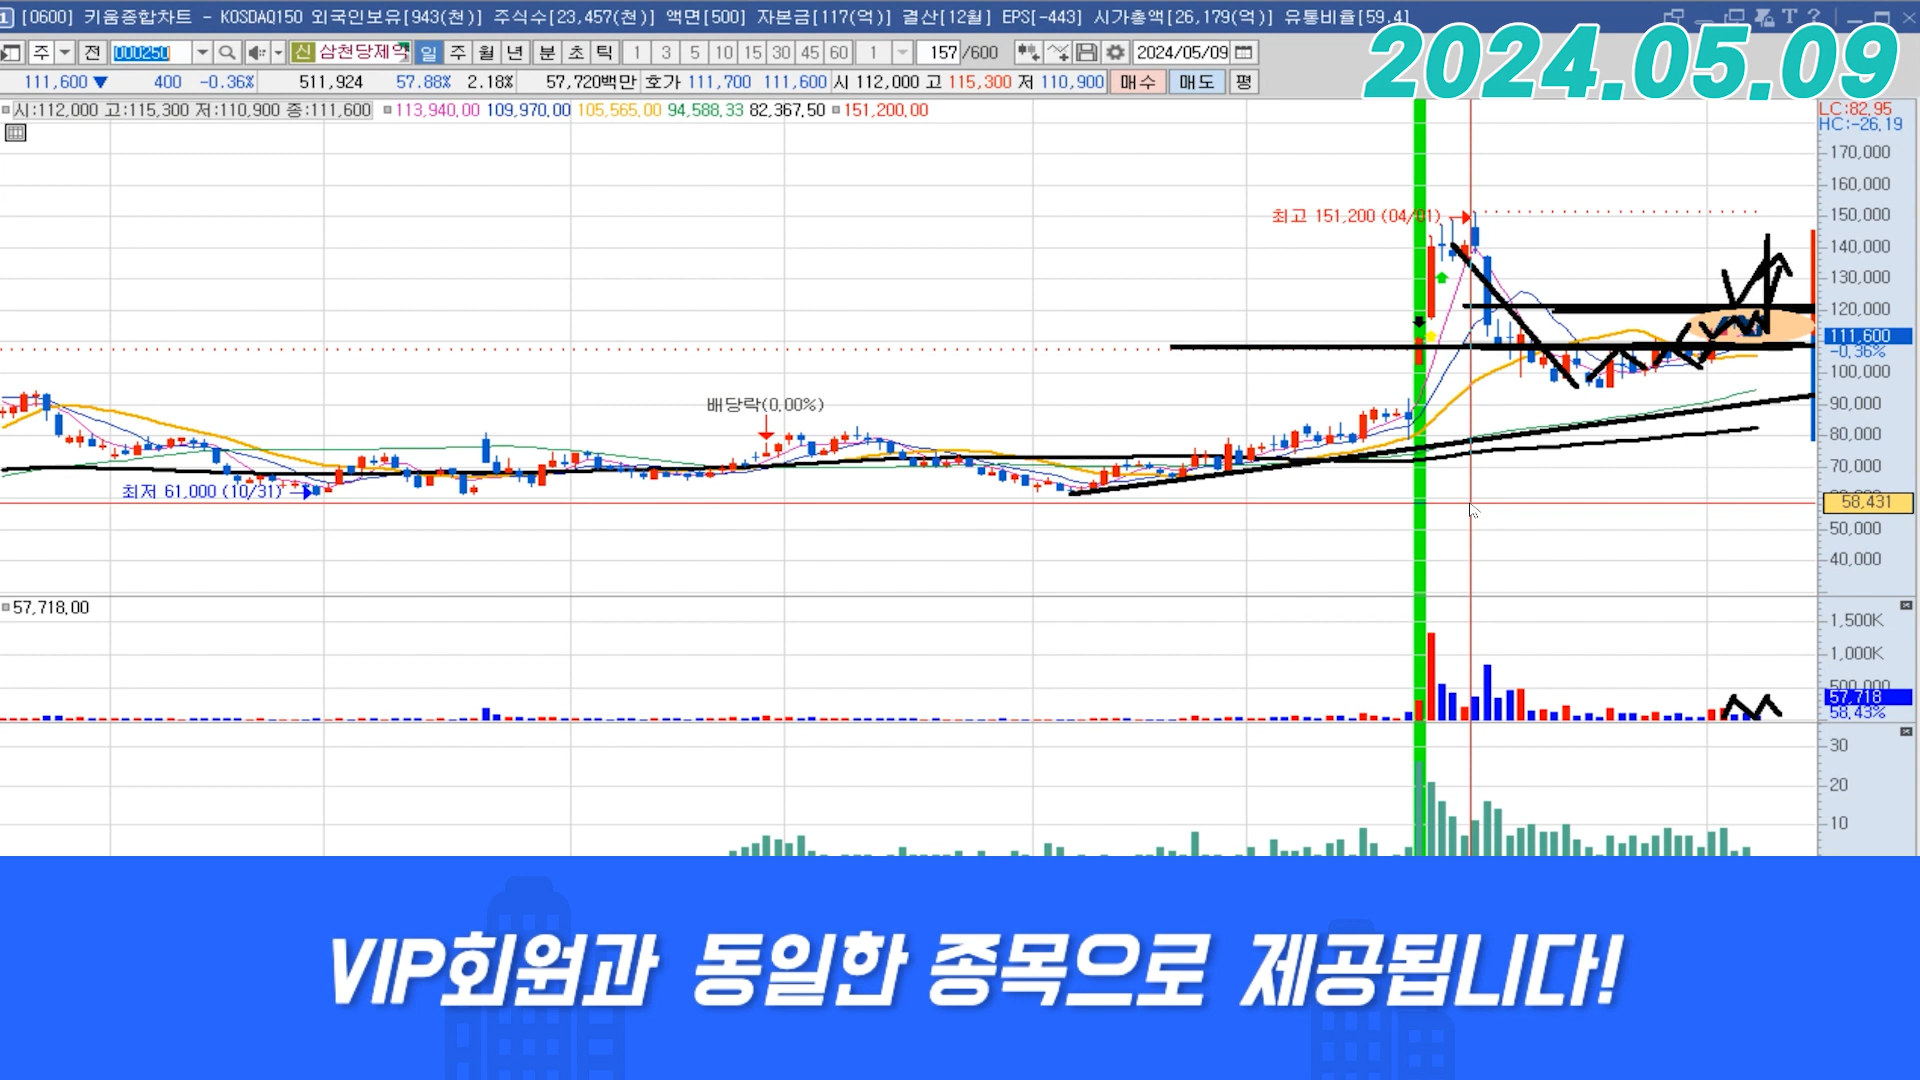 [0600] 키움종합차트 - KOSDAQ150 외국인보유[943(천)] 주식수[23,457(천)] 액면[500] 자본금[117(억)] 결산[12월] EPS[-443] 시가총액[26,179(억)] 유통비율[59.4]
2024.05.09
주 전 000250 신 삼천당제약 일 주 월 년 분 초 틱 1 3 5 10 15 30 45 60 1 157/600 2024/05/09
111,600 ▼ 400 -0.36% 511,924 57.88% 2.18% 57,720백만 호가 111,700 111,600 시 112,000 고 115,300 저 110,900 매수 매도 평
시:112,000 고:115,300 저:110,900 종:111,600 113,940.00 109,970.00 105,565.00 94,588.33 82,367.50 151,200.00
LC:82.95
HC:-26.19
170,000
160,000
최고 151,200 (04/01)
150,000
140,000
130,000
120,000
111,600
-0.36%
100,000
배당락(0.00%)
90,000
80,000
70,000
최저 61,000 (10/31)
58,431
50,000
40,000
57,718.00
1,500K
1,000K
500,000
57,718
58.43%
30
20
10
VIP회원과 동일한 종목으로 제공됩니다!